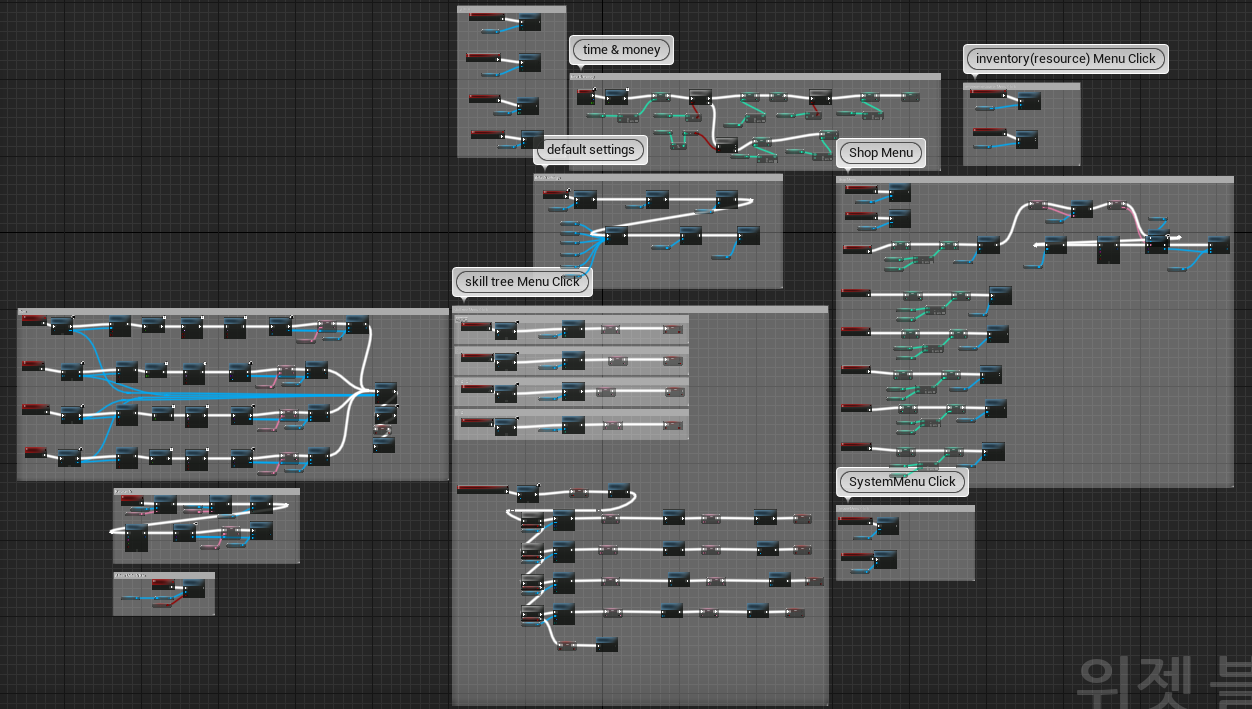 time & money
inventory(resource) Menu Click
default settings
Shop Menu
skill tree Menu Click
SystemMenu Click
위젯 블